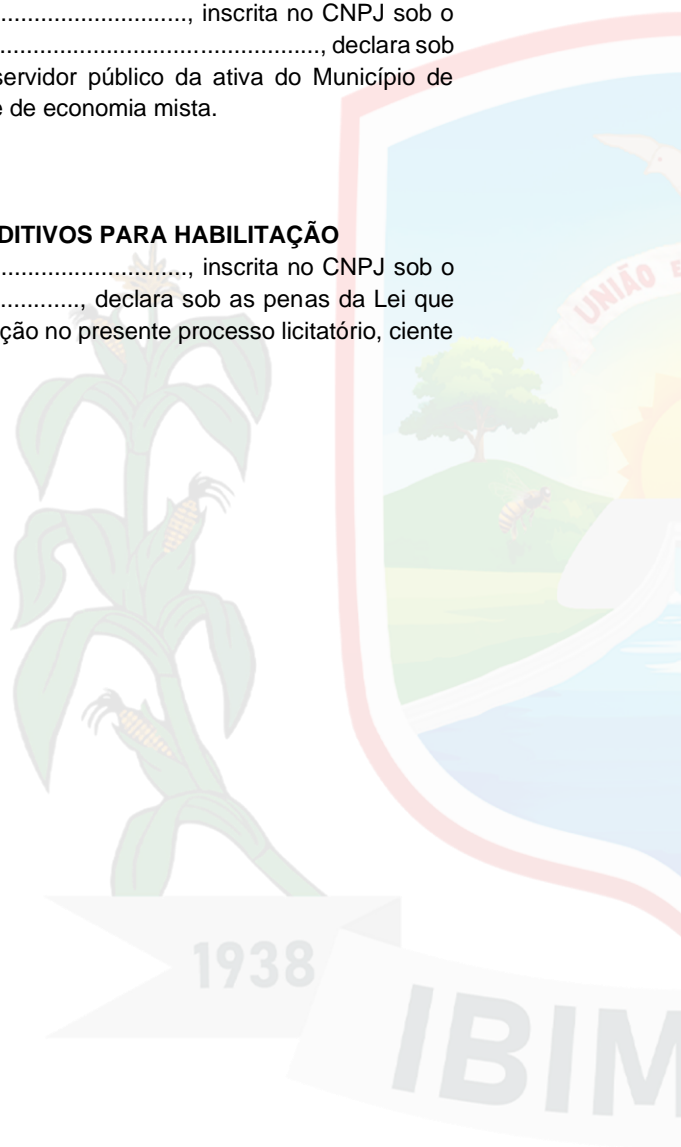 ............................, inscrita no CNPJ sob o
................................................, declara sob
servidor público da ativa do Município de
e de economia mista.
DITIVOS PARA HABILITAÇÃO
............................, inscrita no CNPJ sob o
............., declara sob as penas da Lei que
ção no presente processo licitatório, ciente
UNIÃO E
1938
IBIM